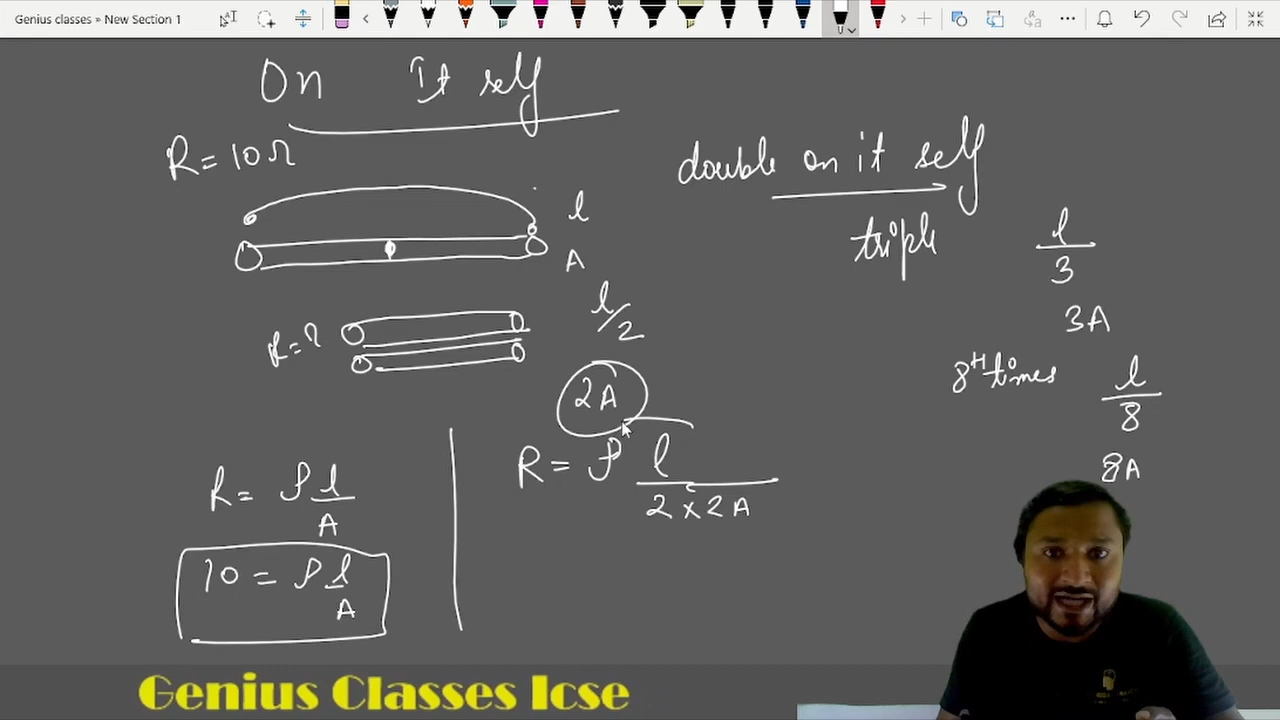 Genius classes » New Section 1
On It self
R = 10Ω
l
A
l/2
R = ?
2A
R = ρ l / 2 × 2A
R = ρ l / A
10 = ρ l / A
double on it self
triple
l / 3
3A
8th times
l / 8
8A
Genius Classes Icse